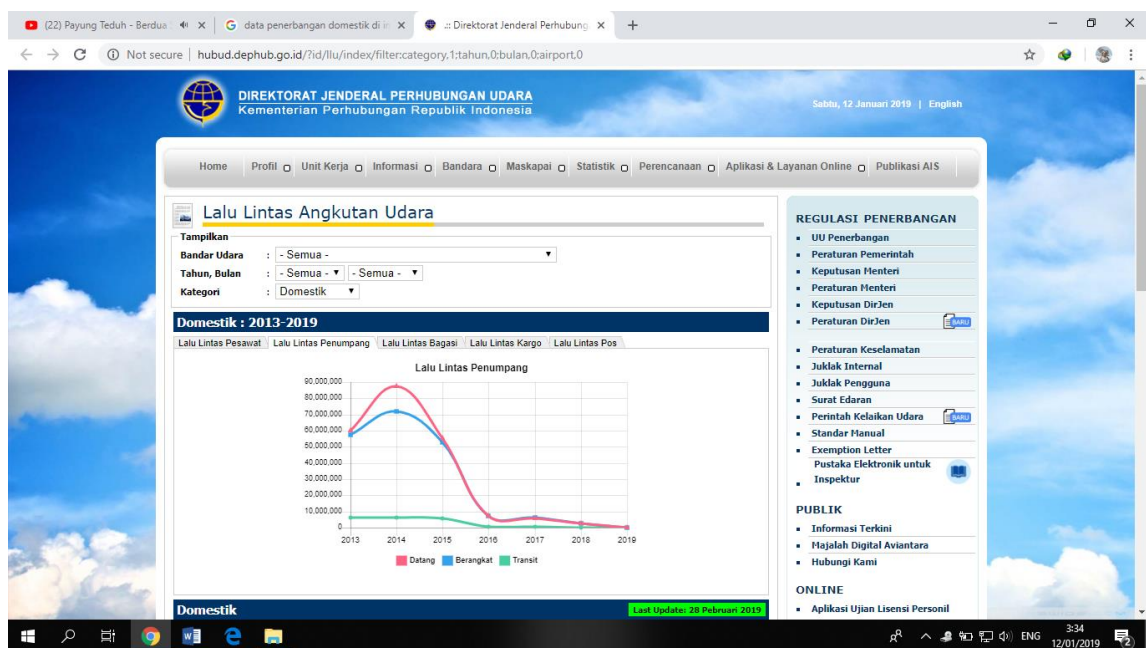 (22) Payung Teduh - Berdua
data penerbangan domestik di in
.:: Direktorat Jenderal Perhubung
Not secure | hubud.dephub.go.id/?id/llu/index/filter:category,1;tahun,0;bulan,0;airport,0
DIREKTORAT JENDERAL PERHUBUNGAN UDARA
Kementerian Perhubungan Republik Indonesia
Sabtu, 12 Januari 2019 | English
Home Profil Unit Kerja Informasi Bandara Maskapai Statistik Perencanaan Aplikasi & Layanan Online Publikasi AIS
Lalu Lintas Angkutan Udara
Tampilkan
Bandar Udara : - Semua -
Tahun, Bulan : - Semua - - Semua -
Kategori : Domestik
Domestik : 2013-2019
Lalu Lintas Pesawat Lalu Lintas Penumpang Lalu Lintas Bagasi Lalu Lintas Kargo Lalu Lintas Pos
Lalu Lintas Penumpang
90,000,000
80,000,000
70,000,000
60,000,000
50,000,000
40,000,000
30,000,000
20,000,000
10,000,000
0
2013 2014 2015 2016 2017 2018 2019
Datang Berangkat Transit
Domestik
Last Update: 28 Pebruari 2019
REGULASI PENERBANGAN
UU Penerbangan
Peraturan Pemerintah
Keputusan Menteri
Peraturan Menteri
Keputusan DirJen
Peraturan DirJen BARU
Peraturan Keselamatan
Juklak Internal
Juklak Pengguna
Surat Edaran
Perintah Kelaikan Udara BARU
Standar Manual
Exemption Letter
Pustaka Elektronik untuk
Inspektur
PUBLIK
Informasi Terkini
Majalah Digital Aviantara
Hubungi Kami
ONLINE
Aplikasi Ujian Lisensi Personil
ENG
3:34
12/01/2019
2